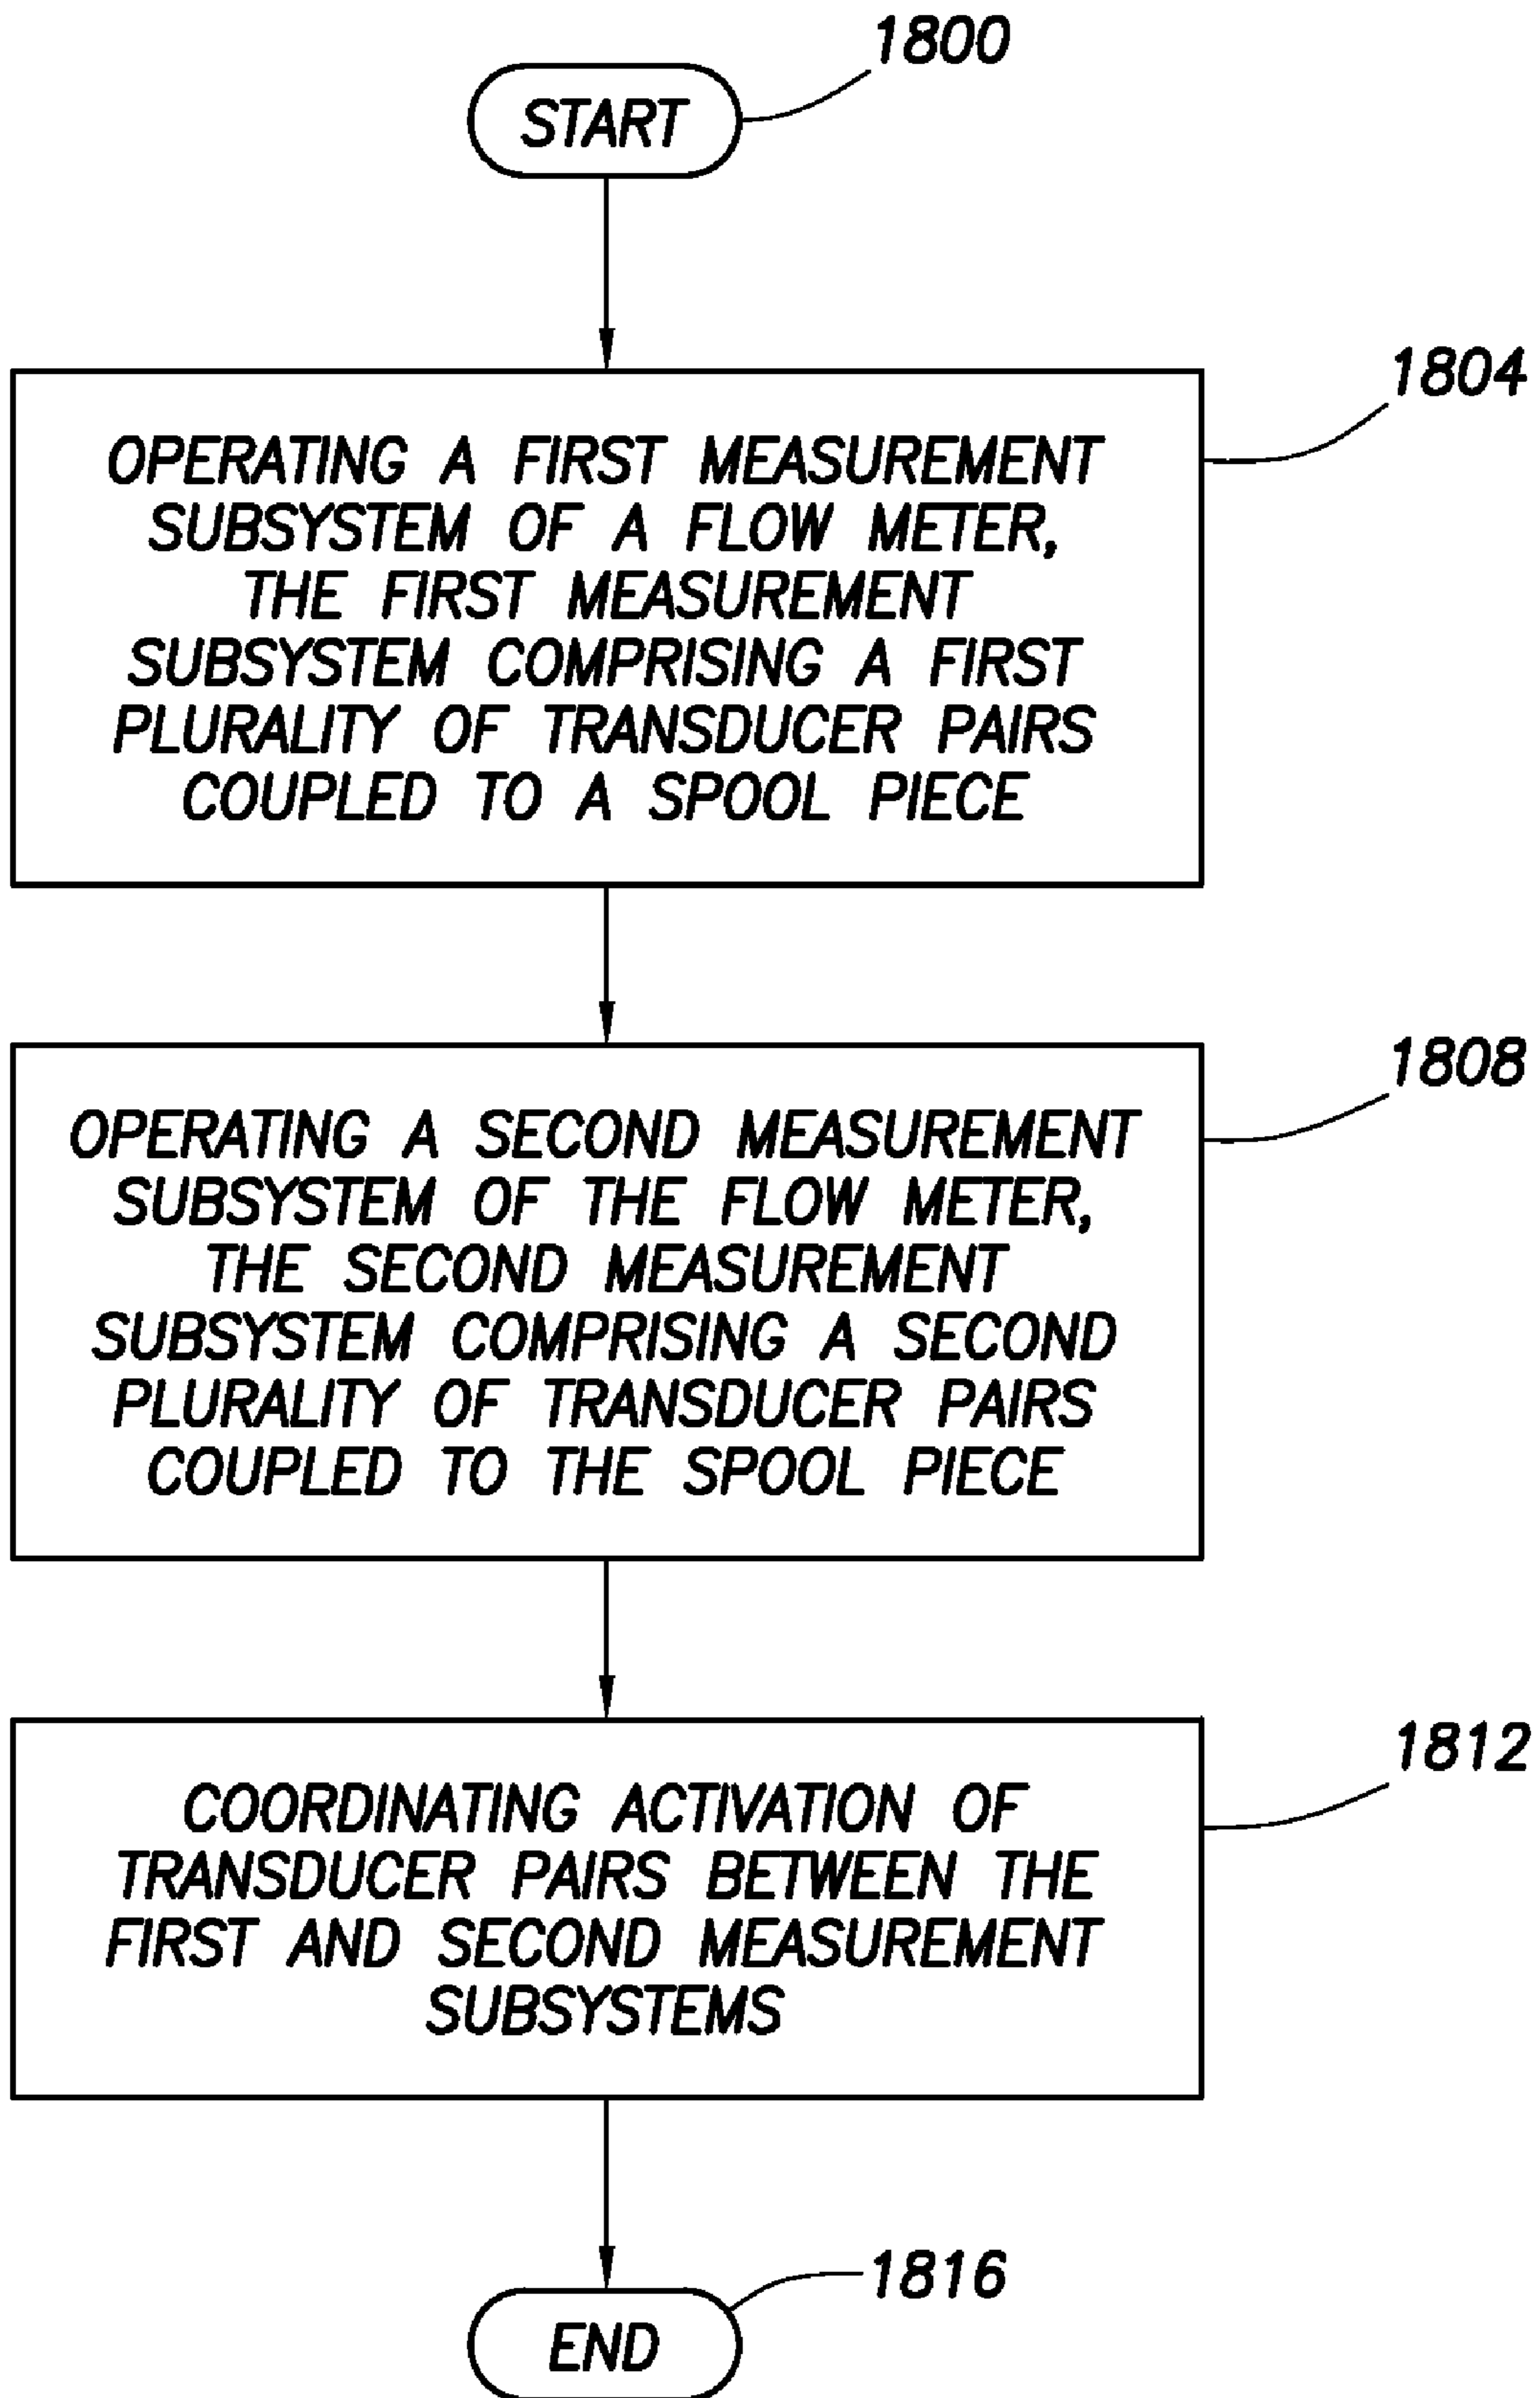 1800
START
1804
OPERATING A FIRST MEASUREMENT
SUBSYSTEM OF A FLOW METER,
THE FIRST MEASUREMENT
SUBSYSTEM COMPRISING A FIRST
PLURALITY OF TRANSDUCER PAIRS
COUPLED TO A SPOOL PIECE
1808
OPERATING A SECOND MEASUREMENT
SUBSYSTEM OF THE FLOW METER,
THE SECOND MEASUREMENT
SUBSYSTEM COMPRISING A SECOND
PLURALITY OF TRANSDUCER PAIRS
COUPLED TO THE SPOOL PIECE
1812
COORDINATING ACTIVATION OF
TRANSDUCER PAIRS BETWEEN THE
FIRST AND SECOND MEASUREMENT
SUBSYSTEMS
1816
END